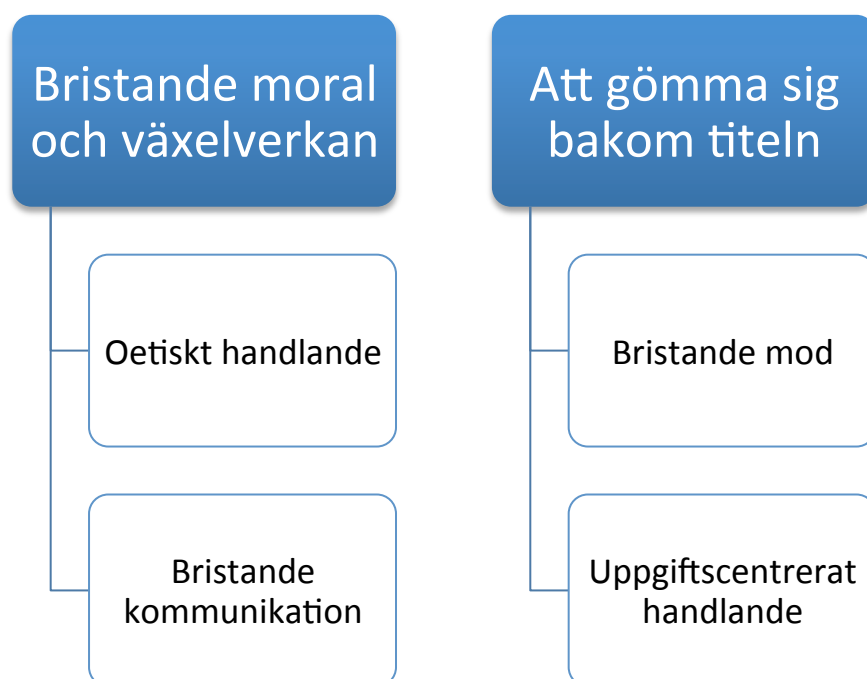 Bristande moral
och växelverkan
Oetiskt handlande
Bristande
kommunikation
Att gömma sig
bakom titeln
Bristande mod
Uppgiftscentrerat
handlande